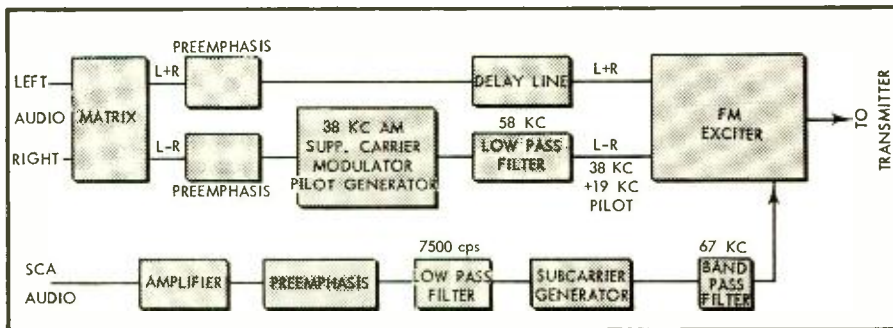 PREEMPHASIS
LEFT
AUDIO
RIGHT
MATRIX
L+R
L-R
PREEMPHASIS
38 KC AM
SUPP. CARRIER
MODULATOR
PILOT GENERATOR
DELAY LINE
58 KC
LOW PASS
FILTER
L+R
L-R
38 KC
+19 KC
PILOT
FM
EXCITER
TO
TRANSMITTER
SCA
AUDIO
AMPLIFIER
PREEMPHASIS
7500 cps
LOW PASS
FILTER
SUBCARRIER
GENERATOR
67 KC
BAND
PASS
FILTER